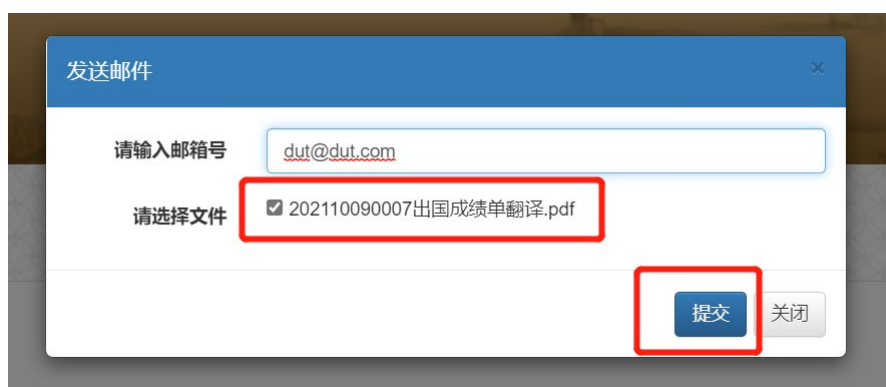 发送邮件 ×
请输入邮箱号 dut@dut.com
请选择文件 202110090007出国成绩单翻译.pdf
提交 关闭